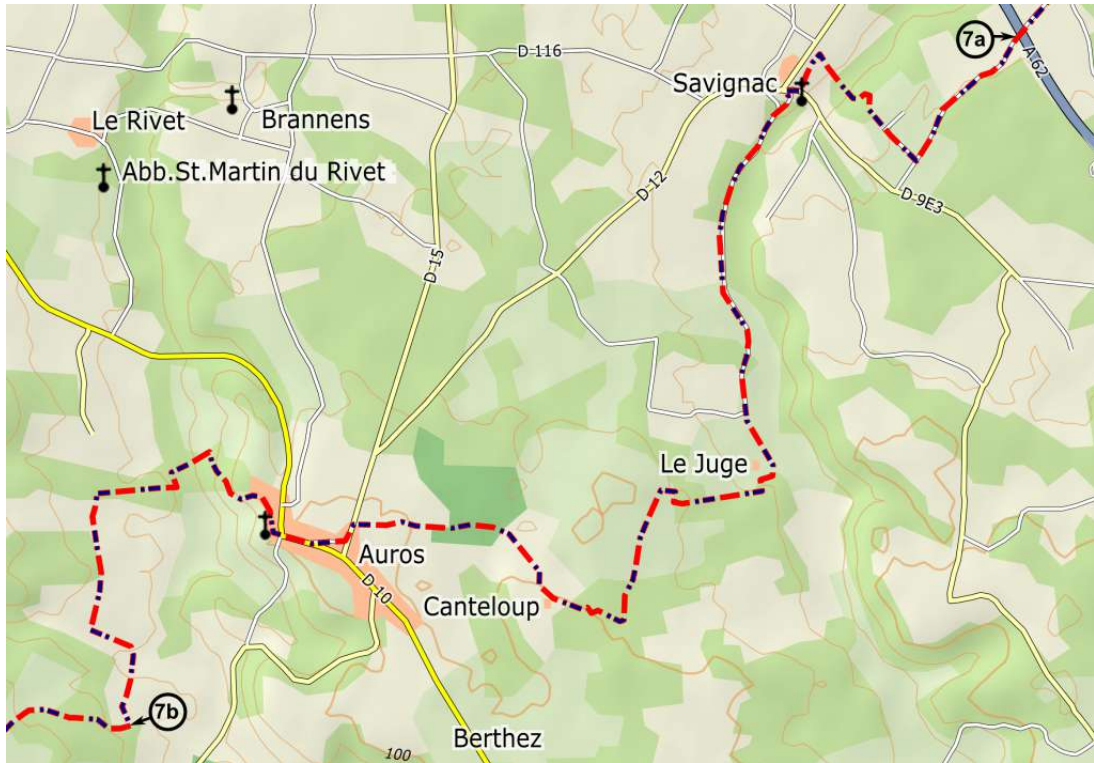 7a
D 116
A 62
Savignac
Le Rivet
Brannens
Abb.St.Martin du Rivet
D 12
D 9E3
D 15
Le Juge
Auros
D 10
Canteloup
7b
Berthez
100